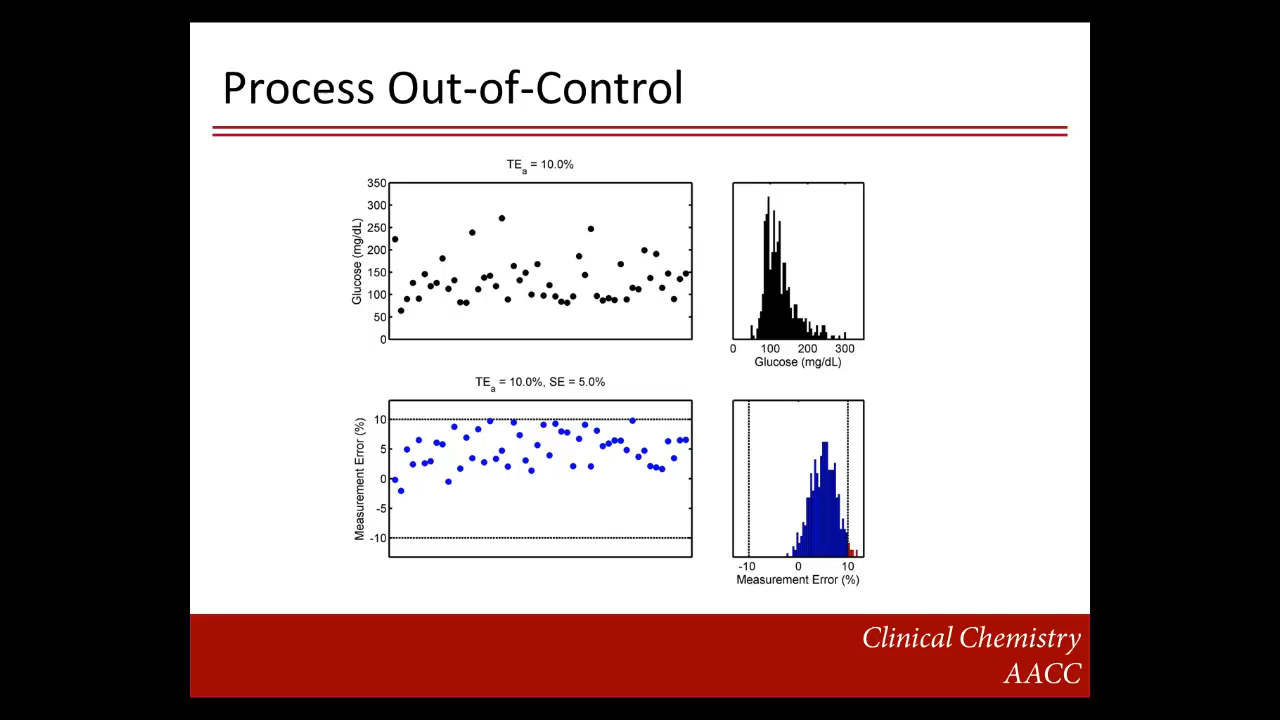 Process Out-of-Control
TEa = 10.0%
350
300
250
200
150
100
50
0
Glucose (mg/dL)
0 100 200 300
Glucose (mg/dL)
TEa = 10.0%, SE = 5.0%
10
5
0
-5
-10
Measurement Error (%)
-10 0 10
Measurement Error (%)
Clinical Chemistry
AACC